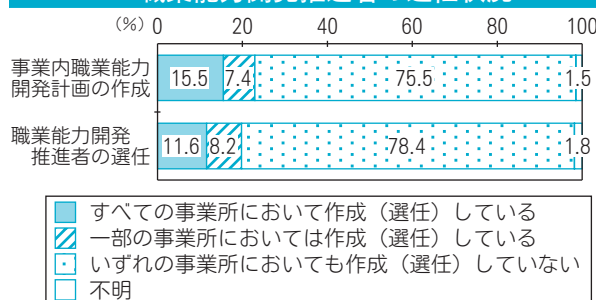 (%) 0 20 40 60 80 100
事業内職業能力
開発計画の作成
15.5 7.4 75.5 1.5
職業能力開発
推進者の選任
11.6 8.2 78.4 1.8
すべての事業所において作成（選任）している
一部の事業所においては作成（選任）している
いずれの事業所においても作成（選任）していない
不明